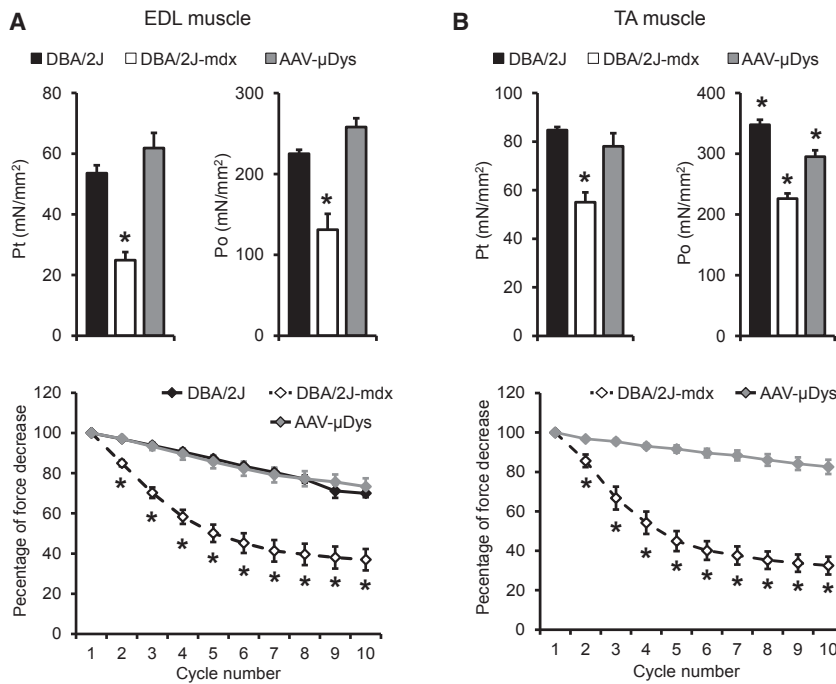 A EDL muscle
DBA/2J DBA/2J-mdx AAV-μDys
Pt (mN/mm²)
80
60
40
20
0
*
Po (mN/mm²)
300
200
100
0
*
Pecentage of force decrease
120
100
80
60
40
20
0
DBA/2J DBA/2J-mdx
AAV-μDys
* * * * * * * * *
1 2 3 4 5 6 7 8 9 10
Cycle number
B TA muscle
DBA/2J DBA/2J-mdx AAV-μDys
Pt (mN/mm²)
100
80
60
40
20
0
*
Po (mN/mm²)
400
300
200
100
0
* * *
Pecentage of force decrease
120
100
80
60
40
20
0
DBA/2J-mdx AAV-μDys
* * * * * * * * *
1 2 3 4 5 6 7 8 9 10
Cycle number